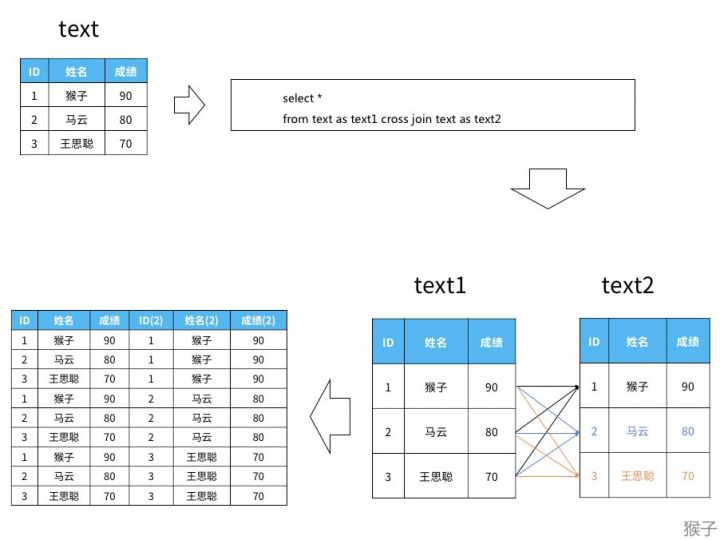 text
ID 姓名 成绩
1 猴子 90
2 马云 80
3 王思聪 70
select *
from text as text1 cross join text as text2
text1
ID 姓名 成绩
1 猴子 90
2 马云 80
3 王思聪 70
text2
ID 姓名 成绩
1 猴子 90
2 马云 80
3 王思聪 70
ID 姓名 成绩 ID(2) 姓名(2) 成绩(2)
1 猴子 90 1 猴子 90
2 马云 80 1 猴子 90
3 王思聪 70 1 猴子 90
1 猴子 90 2 马云 80
2 马云 80 2 马云 80
3 王思聪 70 2 马云 80
1 猴子 90 3 王思聪 70
2 马云 80 3 王思聪 70
3 王思聪 70 3 王思聪 70
猴子